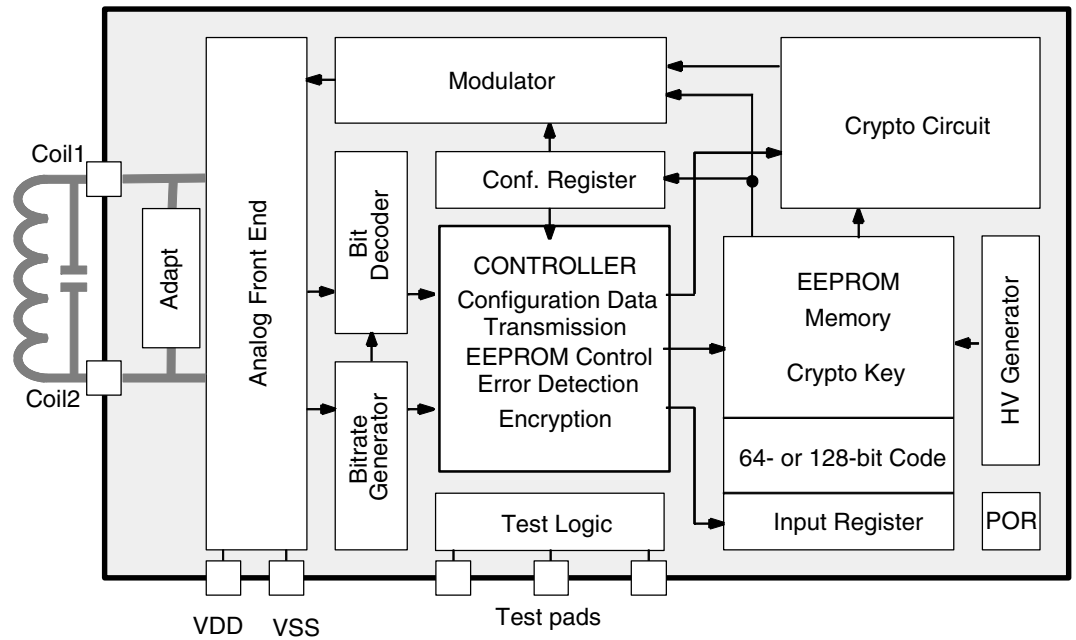 Modulator
Crypto Circuit
Coil1
Conf. Register
Adapt
Analog Front End
Bit
Decoder
CONTROLLER
Configuration Data
Transmission
EEPROM Control
Error Detection
Encryption
EEPROM
Memory
Crypto Key
HV Generator
Coil2
Bitrate
Generator
64- or 128-bit Code
Test Logic
Input Register
POR
VDD
VSS
Test pads